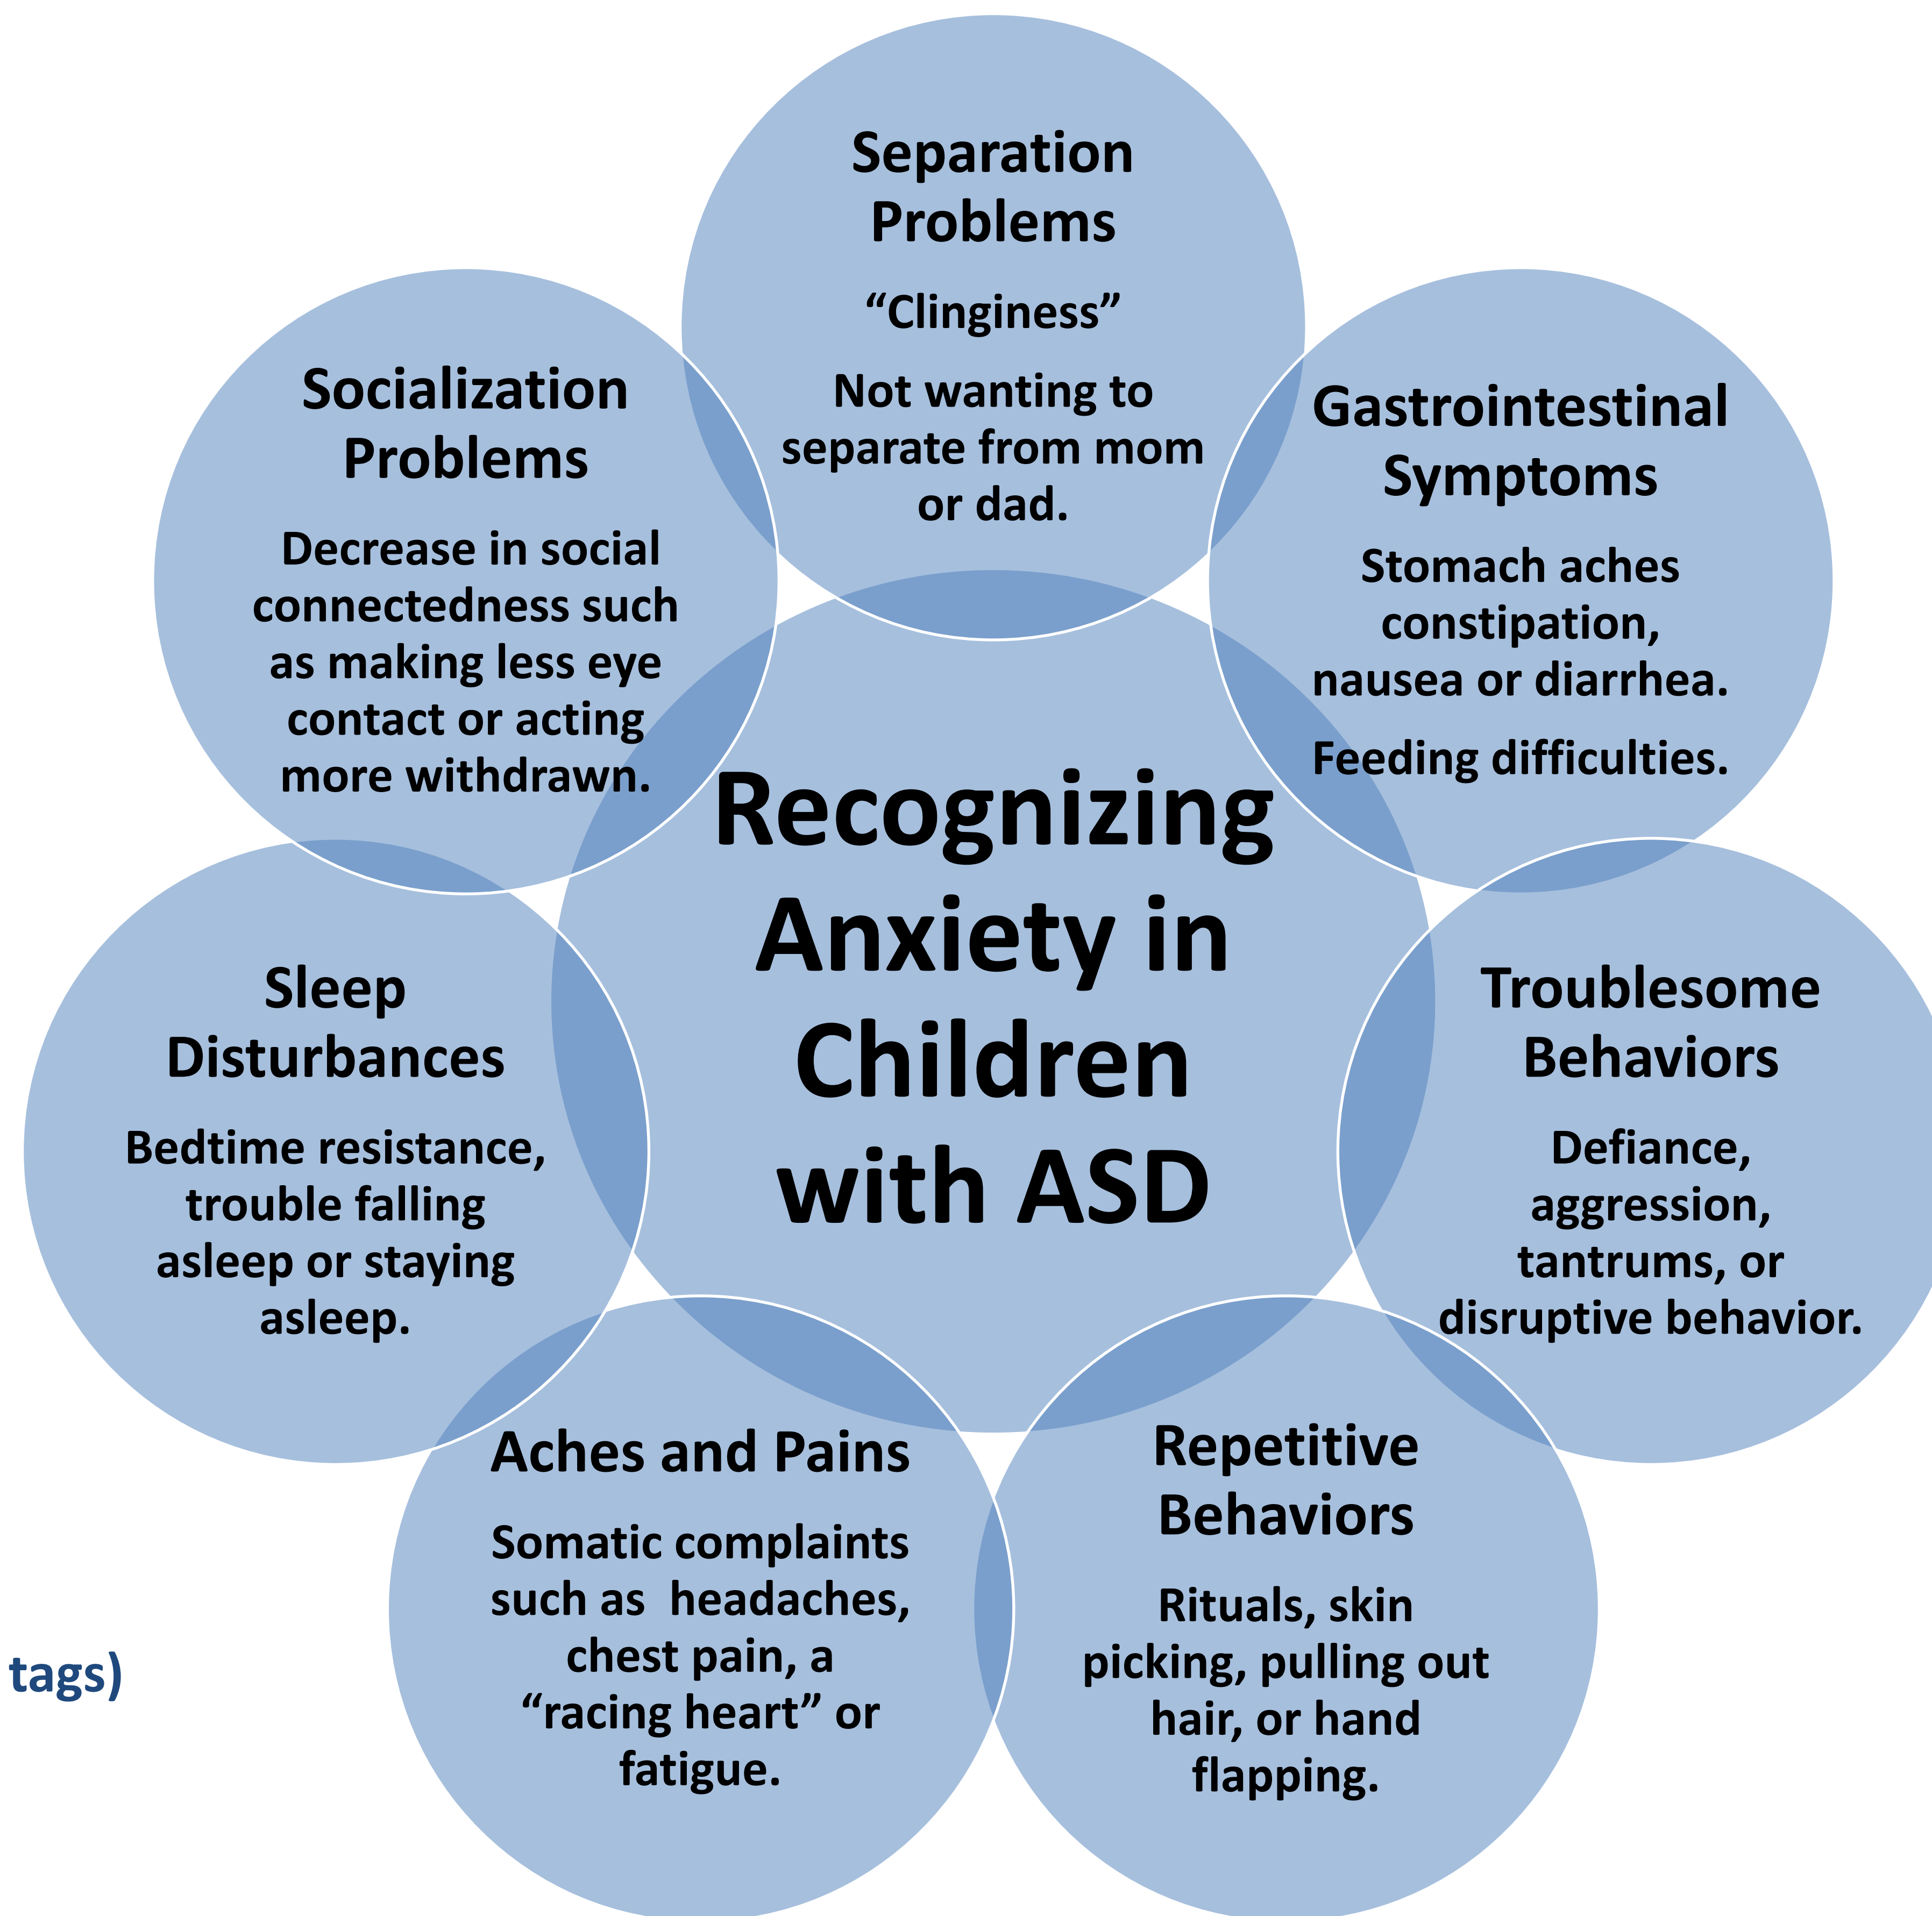 Separation
Problems
“Clinginess”
Not wanting to
separate from mom
or dad.
Gastrointestinal
Symptoms
Stomach aches
constipation,
nausea or diarrhea.
Feeding difficulties.
Troublesome
Behaviors
Defiance,
aggression,
tantrums, or
disruptive behavior.
Repetitive
Behaviors
Rituals, skin
picking, pulling out
hair, or hand
flapping.
Aches and Pains
Somatic complaints
such as  headaches,
chest pain, a
“racing heart” or
fatigue.
Sleep
Disturbances
Bedtime resistance,
trouble falling
asleep or staying
asleep.
Socialization
Problems
Decrease in social
connectedness such
as making less eye
contact or acting
more withdrawn.
Recognizing
Anxiety in
Children
with ASD
tags)